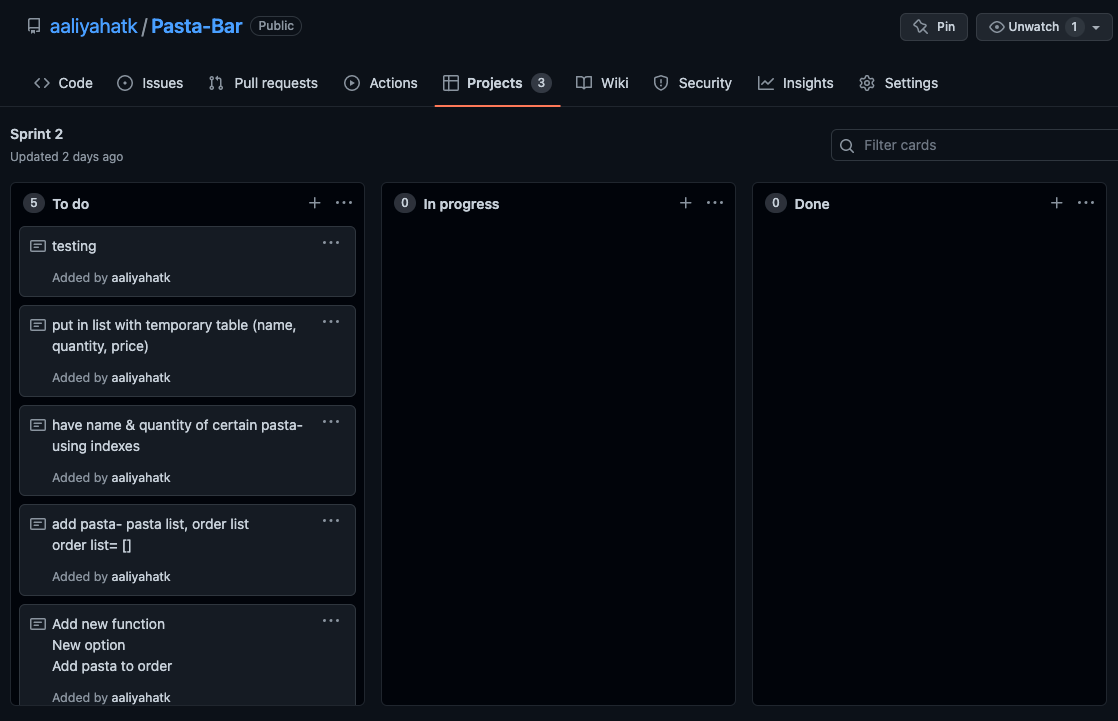 aaliyahatk / Pasta-Bar Public
Pin
Unwatch 1
Code
Issues
Pull requests
Actions
Projects 3
Wiki
Security
Insights
Settings
Sprint 2
Updated 2 days ago
Filter cards
5 To do
testing
Added by aaliyahatk
put in list with temporary table (name,
quantity, price)
Added by aaliyahatk
have name & quantity of certain pasta-
using indexes
Added by aaliyahatk
add pasta- pasta list, order list
order list= []
Added by aaliyahatk
Add new function
New option
Add pasta to order
Added by aaliyahatk
0 In progress
0 Done